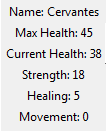 Name: Cervantes
Max Health: 45
Current Health: 38
Strength: 18
Healing: 5
Movement: 0